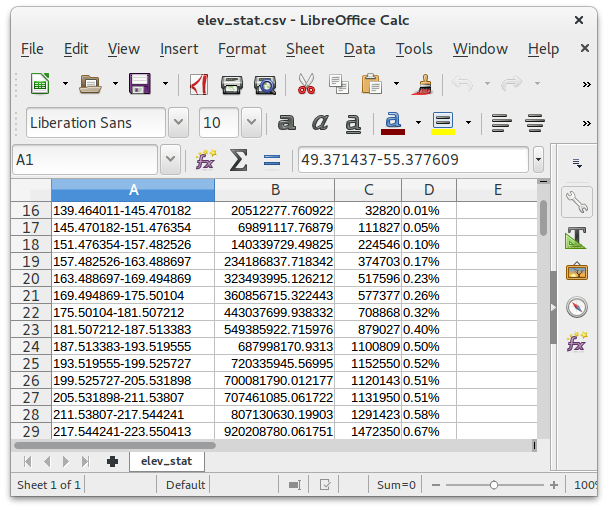 elev_stat.csv - LibreOffice Calc
File Edit View Insert Format Sheet Data Tools Window Help
Liberation Sans 10 a a a a
A1 49.371437-55.377609
A B C D E
16 139.464011-145.470182 20512277.760922 32820 0.01%
17 145.470182-151.476354 69891117.76879 111827 0.05%
18 151.476354-157.482526 140339729.49825 224546 0.10%
19 157.482526-163.488697 234186837.718342 374703 0.17%
20 163.488697-169.494869 323493995.126212 517596 0.23%
21 169.494869-175.50104 360856715.322443 577377 0.26%
22 175.50104-181.507212 443037699.938332 708868 0.32%
23 181.507212-187.513383 549385922.715976 879027 0.40%
24 187.513383-193.519555 687998170.9313 1100809 0.50%
25 193.519555-199.525727 720335945.56995 1152550 0.52%
26 199.525727-205.531898 700081790.012177 1120143 0.51%
27 205.531898-211.53807 707461085.061722 1131950 0.51%
28 211.53807-217.544241 807130630.19903 1291423 0.58%
29 217.544241-223.550413 920208780.061751 1472350 0.67%
elev_stat
Sheet 1 of 1 Default Sum=0 100%